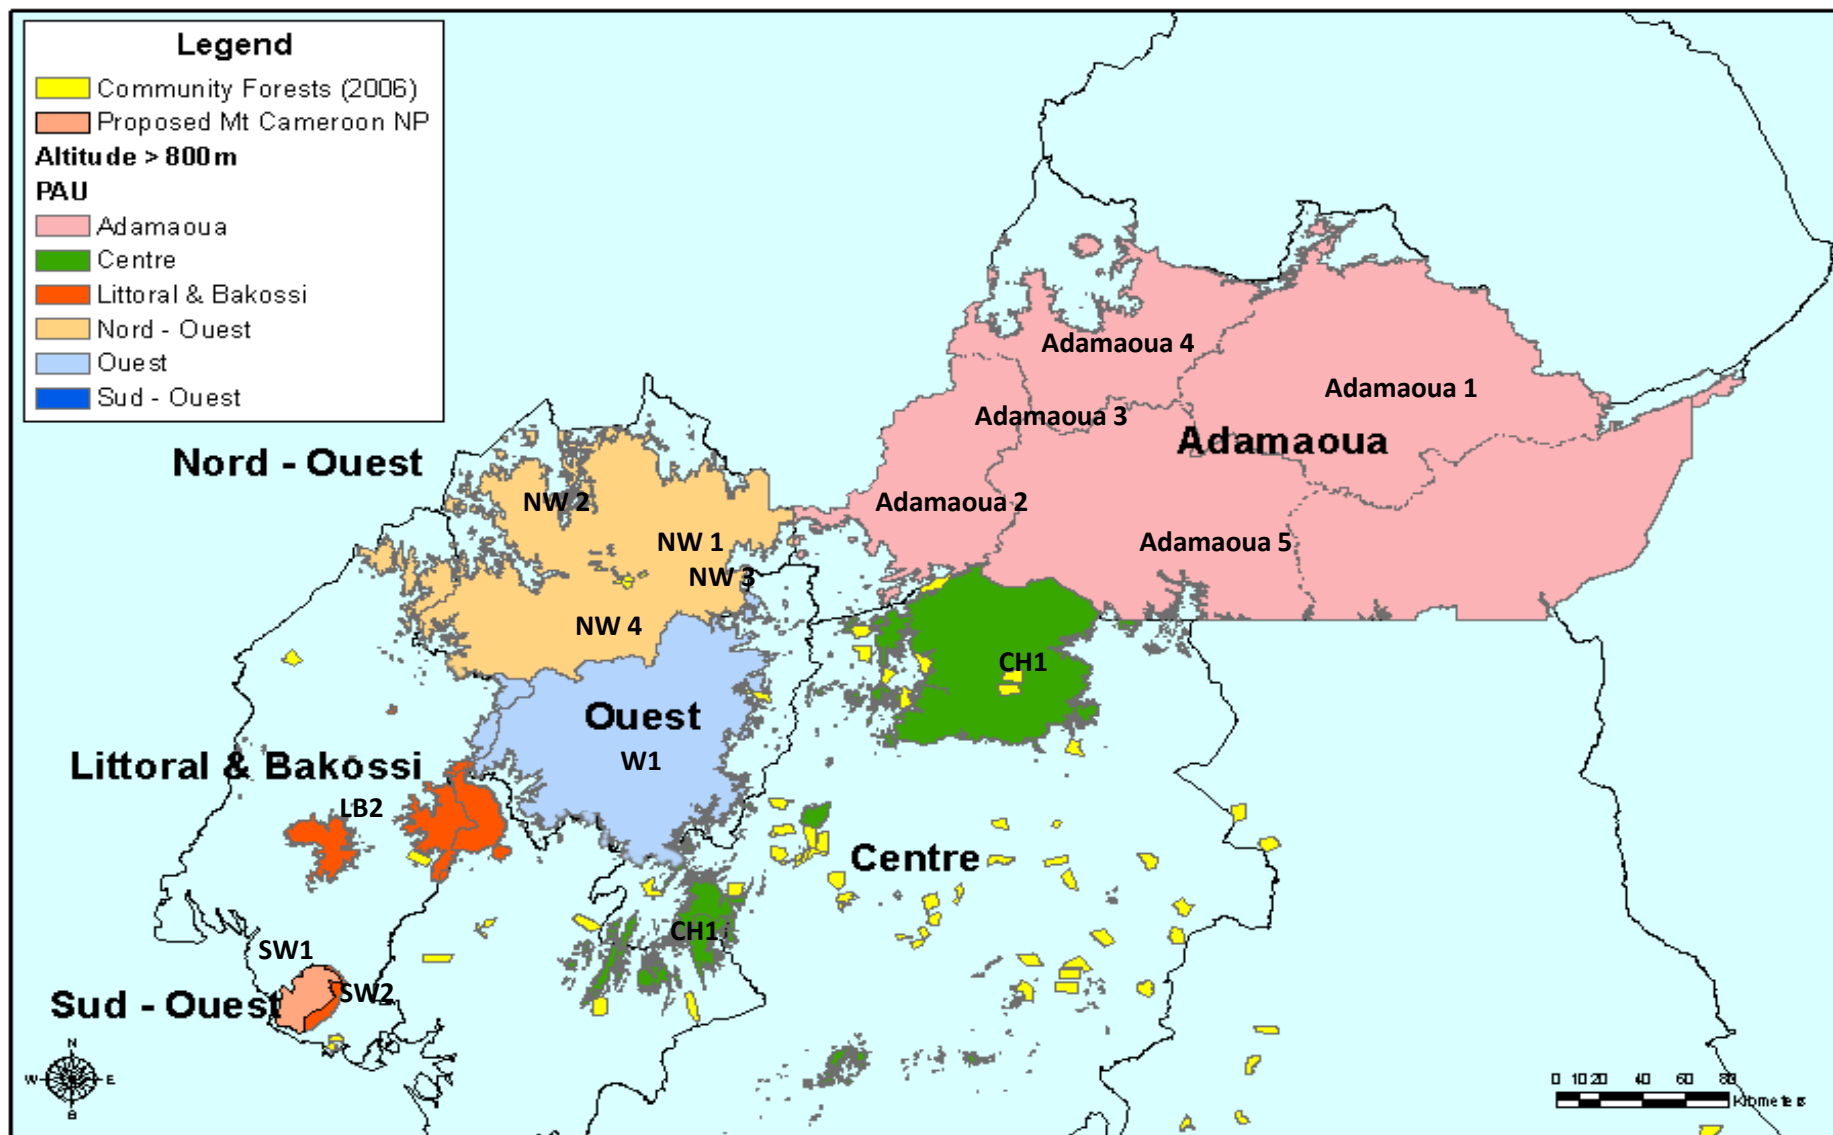 Legend
Community Forests (2006)
Proposed Mt Cameroon NP
Altitude > 800m
PAU
Adamaoua
Centre
Littoral & Bakossi
Nord - Ouest
Ouest
Sud - Ouest
Adamaoua 4
Adamaoua 1
Adamaoua 3
Adamaoua
Nord - Ouest
NW 2
Adamaoua 2
NW 1
Adamaoua 5
NW 3
NW 4
CH1
Ouest
W1
Littoral & Bakossi
LB2
Centre
CH1
SW1
SW2
Sud - Ouest
N
W
E
S
0 10 20 40 60 80
Kilometers